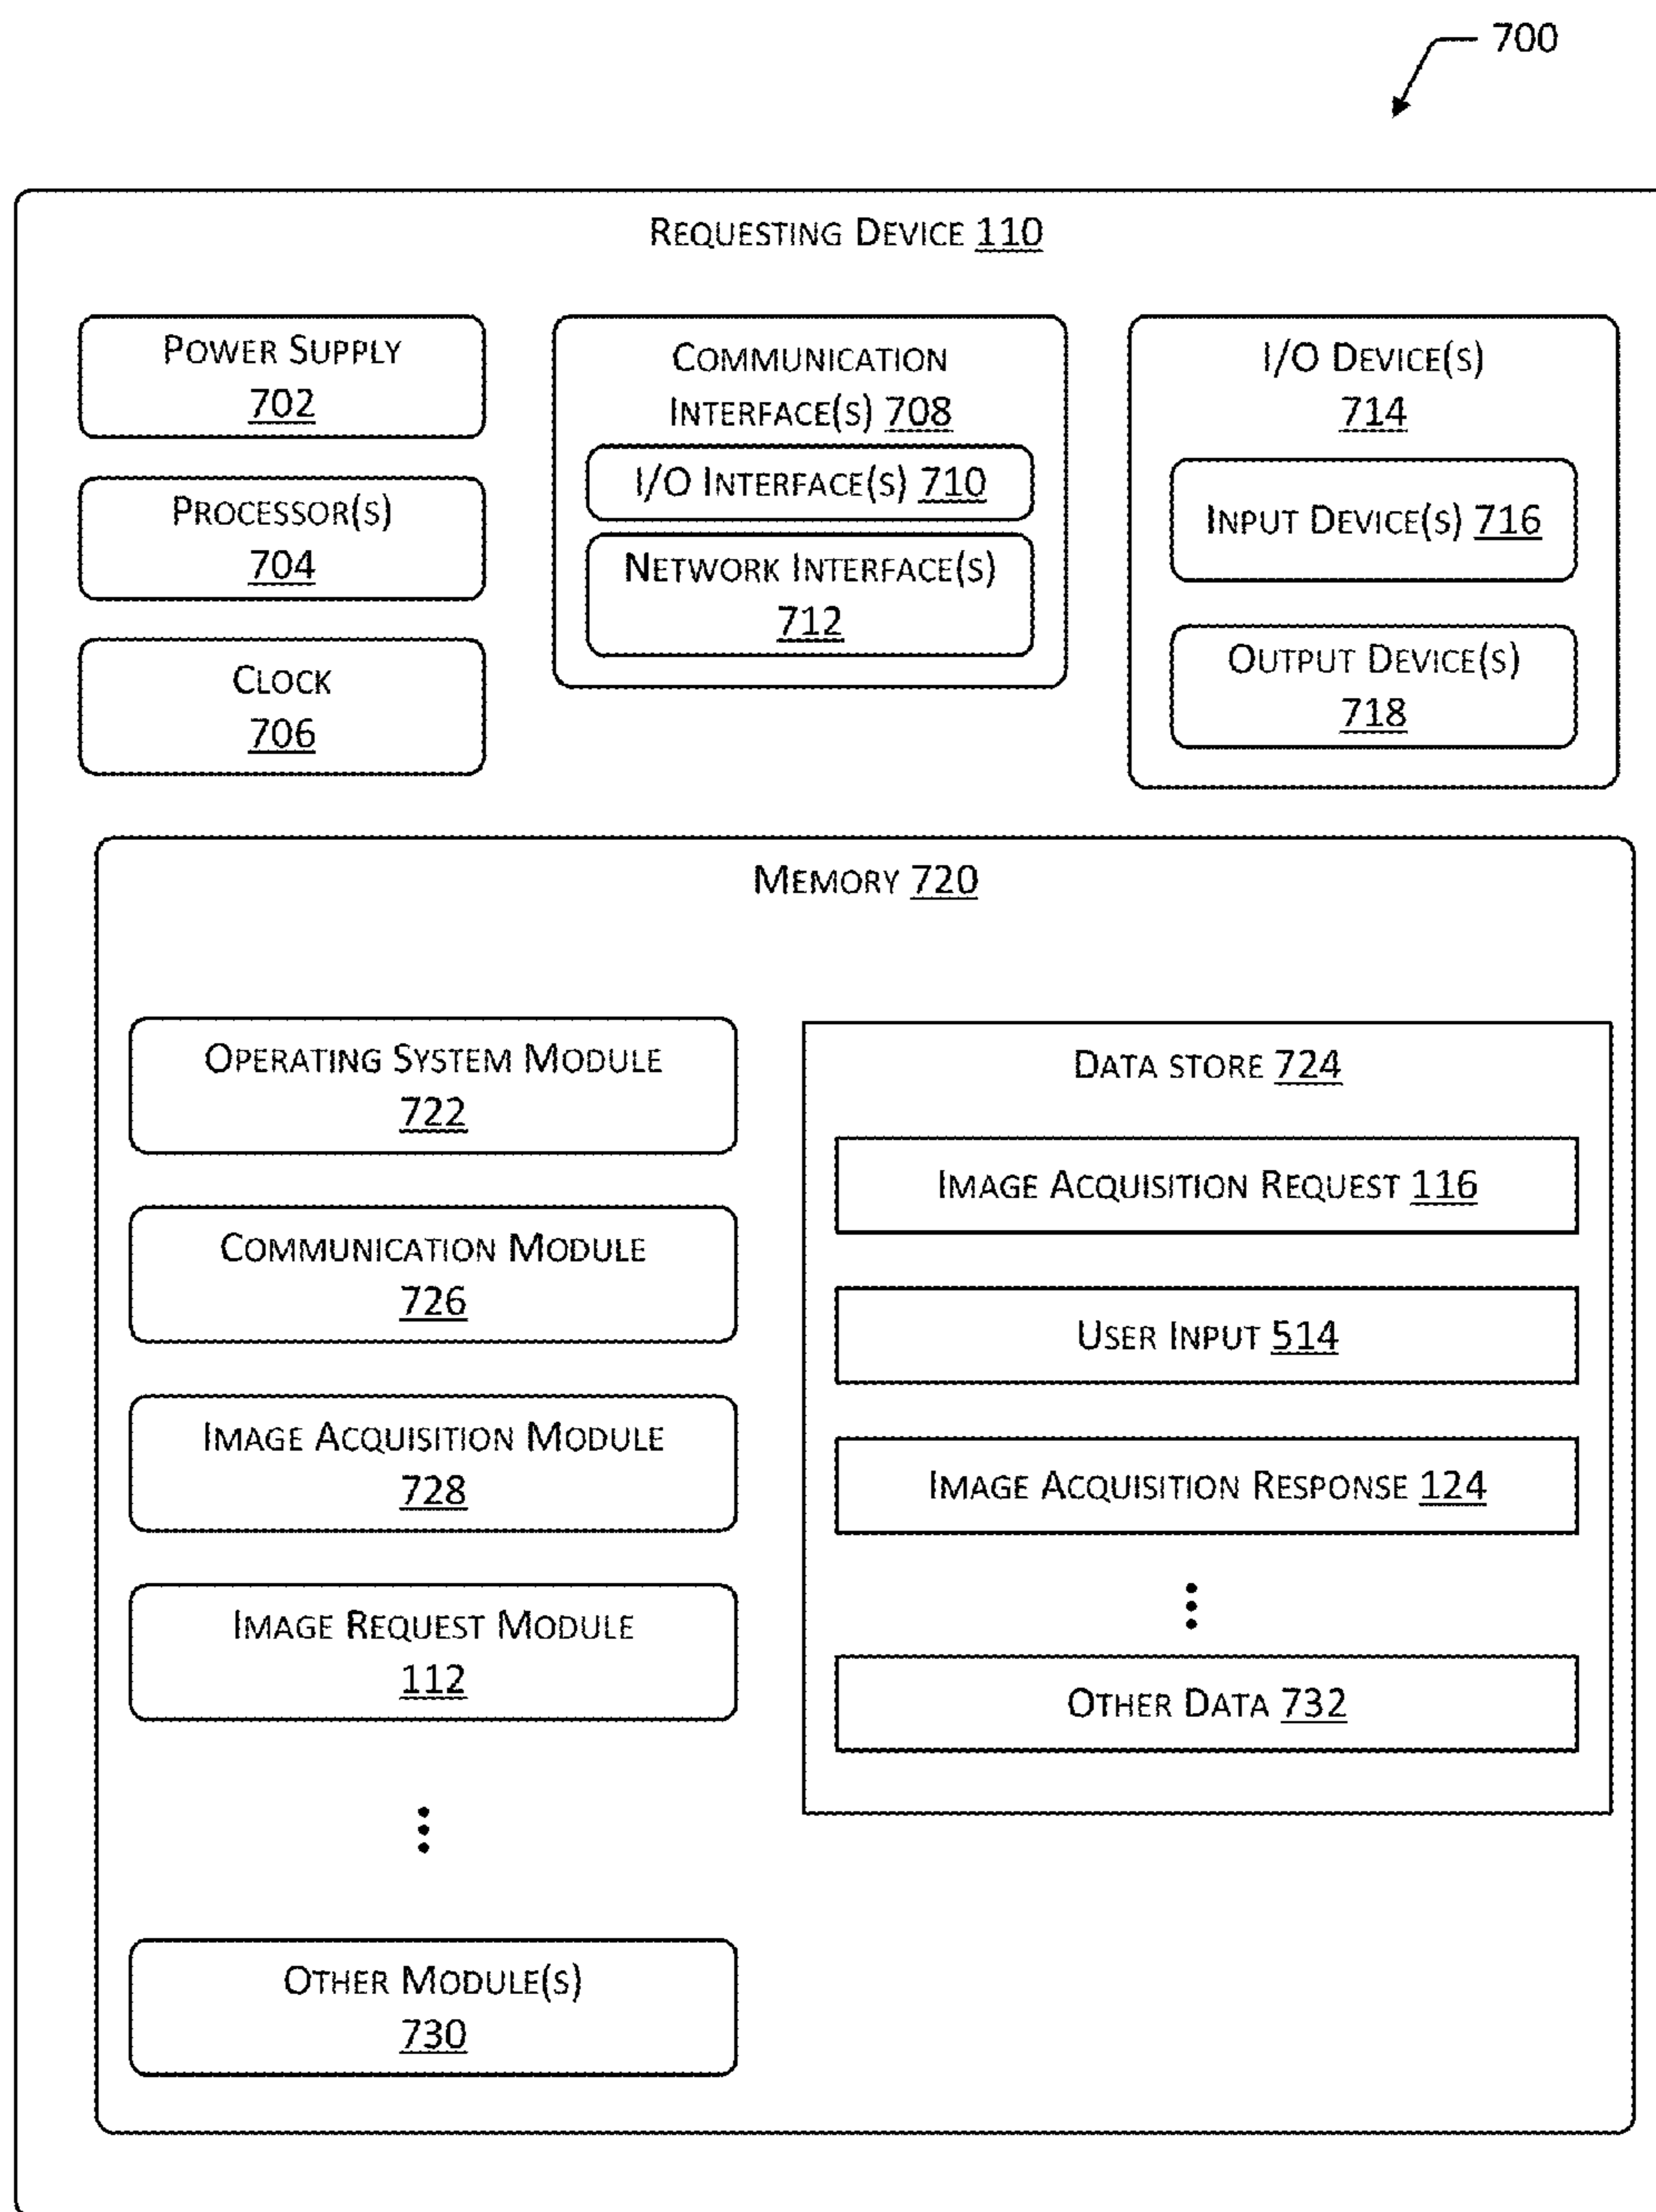 700
Requesting Device 110
Power Supply
702
Processor(s)
704
Clock
706
Communication
Interface(s) 708
I/O Interface(s) 710
Network Interface(s)
712
I/O Device(s)
714
Input Device(s) 716
Output Device(s)
718
Memory 720
Operating System Module
722
Communication Module
726
Image Acquisition Module
728
Image Request Module
112
Other Module(s)
730
Data store 724
Image Acquisition Request 116
User Input 514
Image Acquisition Response 124
Other Data 732